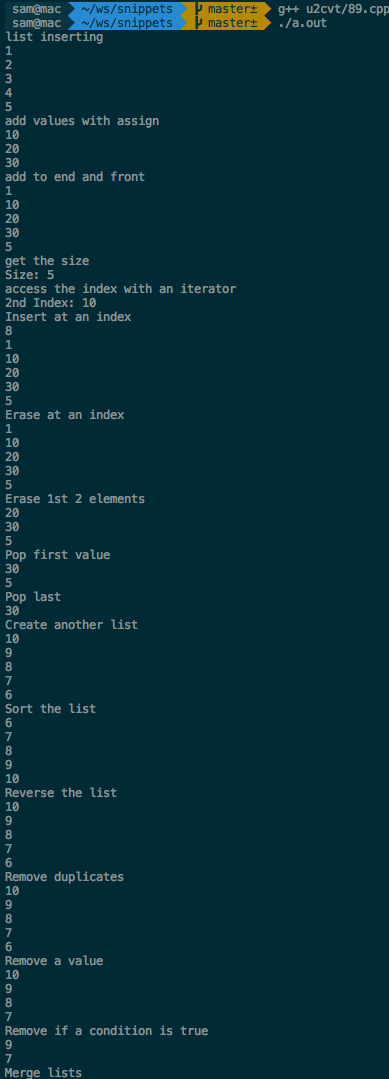 sam@mac ~/ws/snippets master± g++ u2cvt/89.cpp
sam@mac ~/ws/snippets master± ./a.out
list inserting
1
2
3
4
5
add values with assign
10
20
30
add to end and front
1
10
20
30
5
get the size
Size: 5
access the index with an iterator
2nd Index: 10
Insert at an index
8
1
10
20
30
5
Erase at an index
1
10
20
30
5
Erase 1st 2 elements
20
30
5
Pop first value
30
5
Pop last
30
Create another list
10
9
8
7
6
Sort the list
6
7
8
9
10
Reverse the list
10
9
8
7
6
Remove duplicates
10
9
8
7
6
Remove a value
10
9
8
7
Remove if a condition is true
9
7
Merge lists